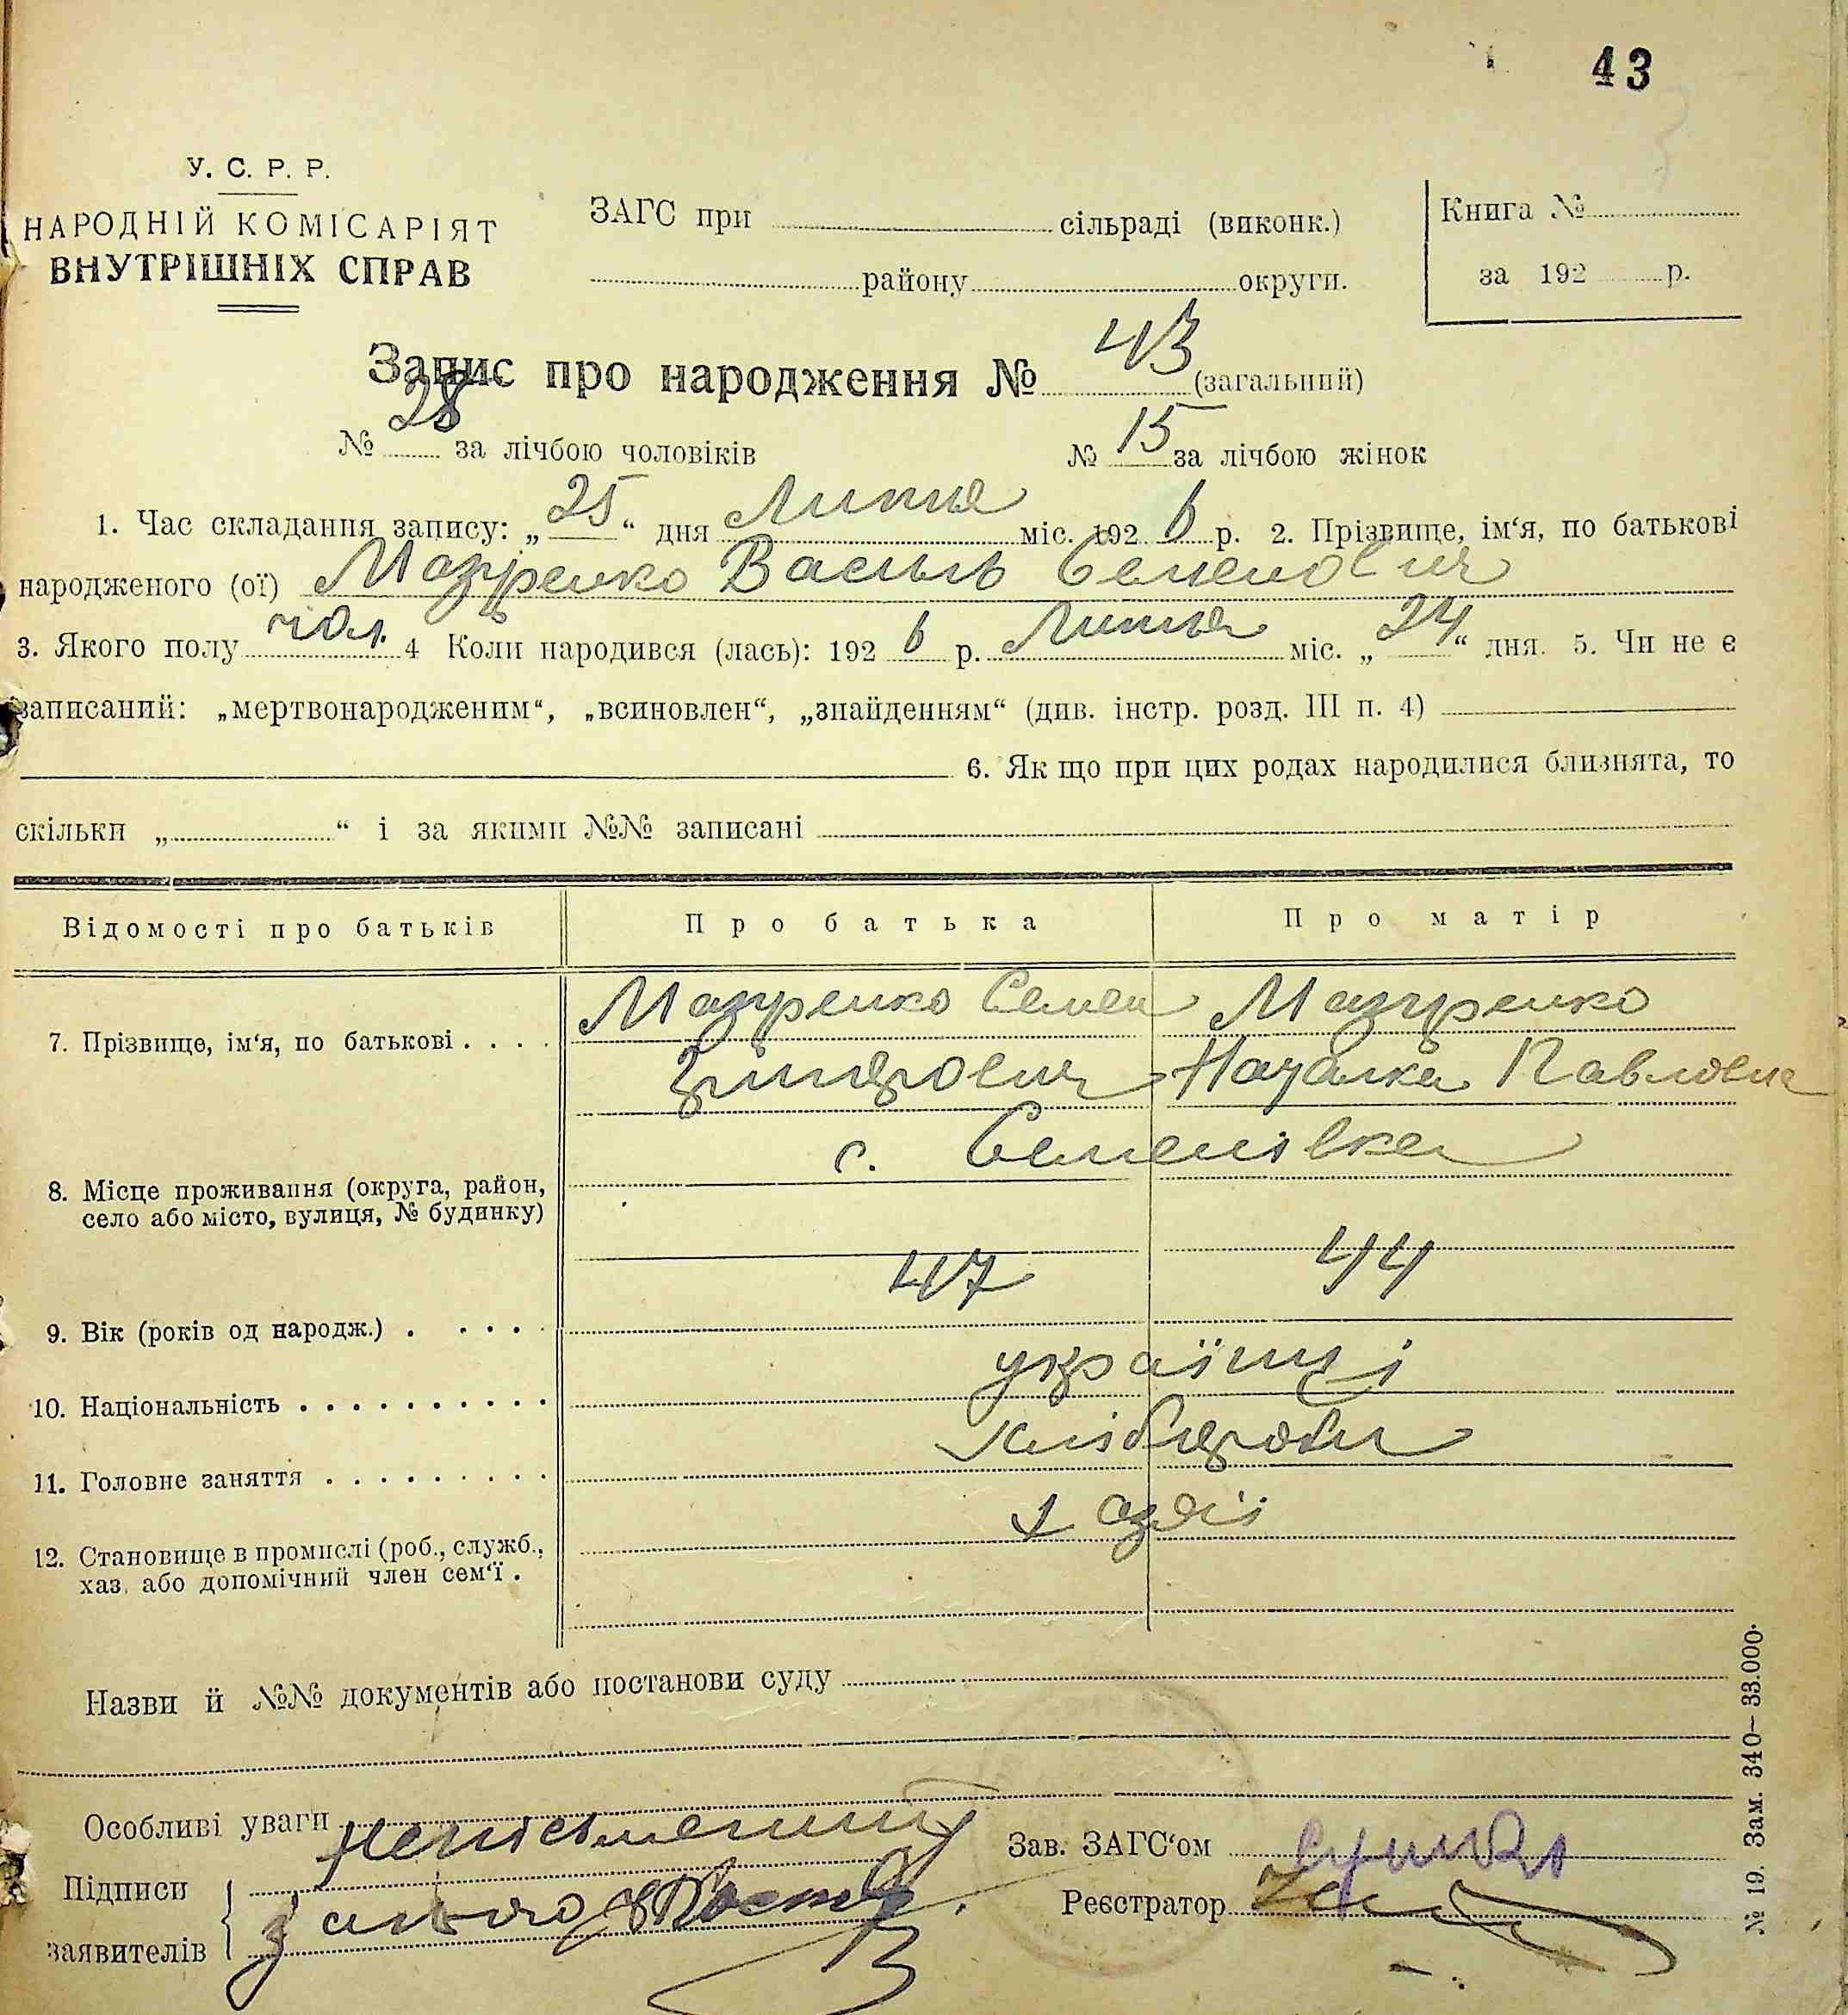 43
У. С. Р. Р.
НАРОДНІЙ КОМІСАРІЯТ
ВНУТРІШНІХ СПРАВ
ЗАГС при сільраді (виконк.)
району округи.
Книга №
за 192 р.
Запис про народження № 43 (загальний)
№ 28 за лічбою чоловіків № 15 за лічбою жінок
1. Час складання запису: „25“ дня Липня міс. 1926 р. 2. Прізвище, ім‘я, по батькові
народженого (ої) Мазуренко Василь Семенович
3. Якого полу чол. 4 Коли народився (лась): 1926 р. Липня міс. „24“ дня. 5. Чи не є
записаний: „мертвонародженим“, „всиновлен“, „знайденням“ (див. інстр. розд. III п. 4)
6. Як що при цих родах народилися близнята, то
скільки „ “ і за якими №№ записані
Відомості про батьків Про батька Про матір
7. Прізвище, ім‘я, по батькові . . . . Мазуренко Семен Мазуренко
Наталка Павловна
с. Семенівка
8. Місце проживання (округа, район,
село або місто, вулиця, № будинку)
47 44
9. Вік (років од народж.) . . . . .
українці
10. Національність . . . . . . . . . .
хлібороби
11. Головне заняття . . . . . . . . .
12. Становище в промислі (роб., служб.,
хаз. або допомічний член сем‘ї .
Назви й №№ документів або постанови суду
Особливі уваги неписьменний
Зав. ЗАГС‘ом
Підписи
заявителів
Реєстратор
№ 19. Зам. 340–33.000.